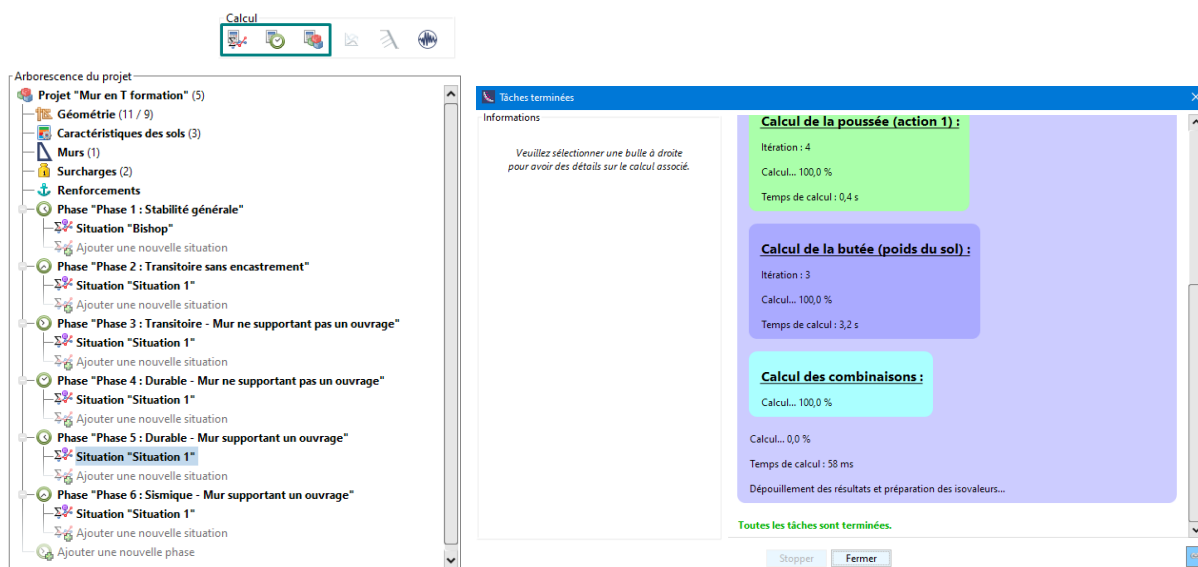 Calcul
Arborescence du projet
Projet "Mur en T formation" (5)
Géométrie (11 / 9)
Caractéristiques des sols (3)
Murs (1)
Surcharges (2)
Renforcements
Phase "Phase 1 : Stabilité générale"
Situation "Bishop"
Ajouter une nouvelle situation
Phase "Phase 2 : Transitoire sans encastrement"
Situation "Situation 1"
Ajouter une nouvelle situation
Phase "Phase 3 : Transitoire - Mur ne supportant pas un ouvrage"
Situation "Situation 1"
Ajouter une nouvelle situation
Phase "Phase 4 : Durable - Mur ne supportant pas un ouvrage"
Situation "Situation 1"
Ajouter une nouvelle situation
Phase "Phase 5 : Durable - Mur supportant un ouvrage"
Situation "Situation 1"
Ajouter une nouvelle situation
Phase "Phase 6 : Sismique - Mur supportant un ouvrage"
Situation "Situation 1"
Ajouter une nouvelle situation
Ajouter une nouvelle phase
Tâches terminées
Informations
Veuillez sélectionner une bulle à droite
pour avoir des détails sur le calcul associé.
Calcul de la poussée (action 1) :
Itération : 4
Calcul... 100,0 %
Temps de calcul : 0,4 s
Calcul de la butée (poids du sol) :
Itération : 3
Calcul... 100,0 %
Temps de calcul : 3,2 s
Calcul des combinaisons :
Calcul... 100,0 %
Calcul... 0,0 %
Temps de calcul : 58 ms
Dépouillement des résultats et préparation des isovaleurs...
Toutes les tâches sont terminées.
Stopper
Fermer